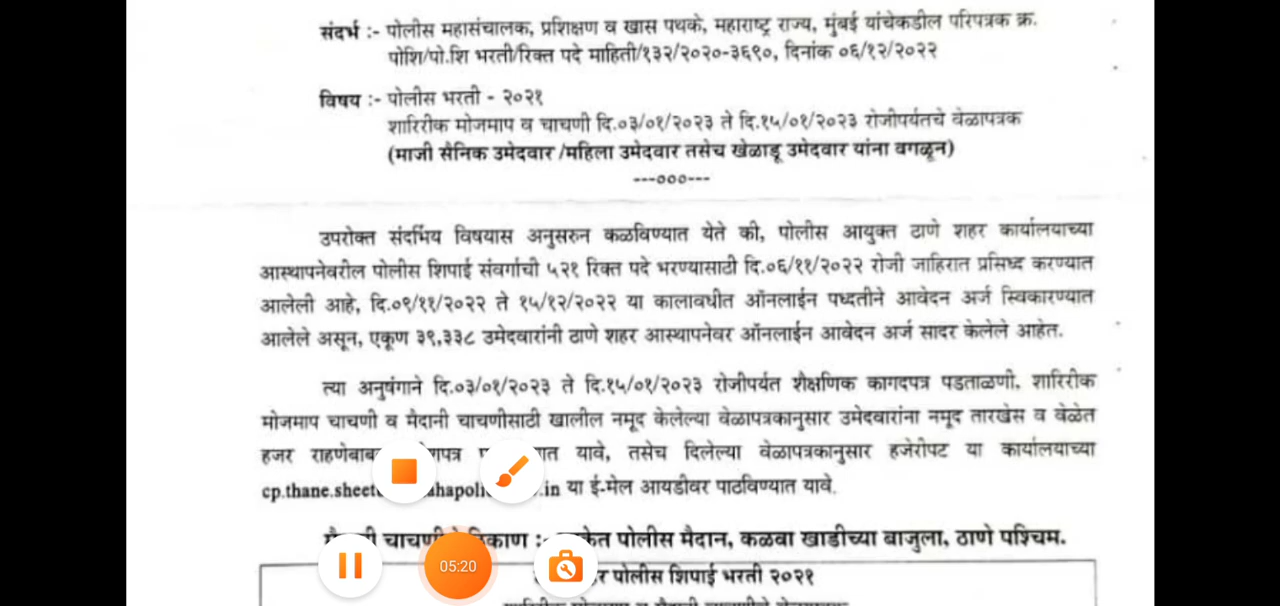 संदर्भ :- पोलीस महासंचालक, प्रशिक्षण व खास पथके, महाराष्ट्र राज्य, मुंबई यांचेकडील परिपत्रक क्र.
पोशि/पो.शि भरती/रिक्त पदे माहिती/१३२/२०२०-३६९०, दिनांक ०६/१२/२०२२
विषय :- पोलीस भरती - २०२१
शारिरीक मोजमाप व चाचणी दि.०३/०१/२०२३ ते दि.१५/०१/२०२३ रोजीपर्यतचे वेळापत्रक
(माजी सैनिक उमेदवार /महिला उमेदवार तसेच खेळाडू उमेदवार यांना वगळून)
---०००---
उपरोक्त संदर्भिय विषयास अनुसरुन कळविण्यात येते की, पोलीस आयुक्त ठाणे शहर कार्यालयाच्या
आस्थापनेवरील पोलीस शिपाई संवर्गाची ५२१ रिक्त पदे भरण्यासाठी दि.०६/११/२०२२ रोजी जाहिरात प्रसिध्द करण्यात
आलेली आहे, दि.०९/११/२०२२ ते १५/१२/२०२२ या कालावधीत ऑनलाईन पध्दतीने आवेदन अर्ज स्विकारण्यात
आलेले असून, एकूण ३९,३३८ उमेदवारांनी ठाणे शहर आस्थापनेवर ऑनलाईन आवेदन अर्ज सादर केलेले आहेत.
त्या अनुषंगाने दि.०३/०१/२०२३ ते दि.१५/०१/२०२३ रोजीपर्यत शैक्षणिक कागदपत्र पडताळणी, शारिरीक
मोजमाप चाचणी व मैदानी चाचणीसाठी खालील नमूद केलेल्या वेळापत्रकानुसार उमेदवारांना नमूद तारखेस व वेळेत
हजर यावे, तसेच दिलेल्या वेळापत्रकानुसार हजेरीपट या कार्यालयाच्या
या ई-मेल आयडीवर पाठविण्यात यावे.
चाचणी पोलीस मैदान, कळवा खाडीच्या बाजुला, ठाणे पश्चिम.
05:20
पोलीस शिपाई भरती २०२१